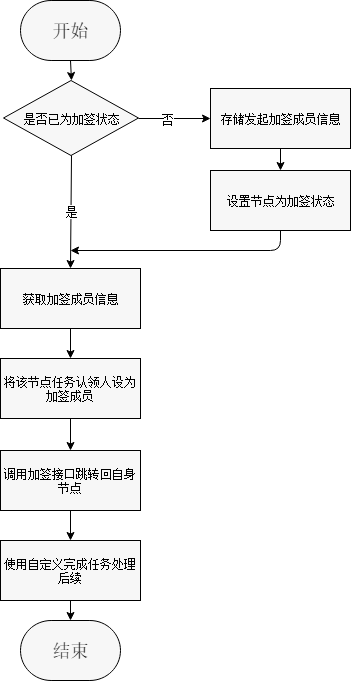 开始
是否已为加签状态
否
存储发起加签成员信息
设置节点为加签状态
是
获取加签成员信息
将该节点任务认领人设为
加签成员
调用加签接口跳转回自身
节点
使用自定义完成任务处理
后续
结束